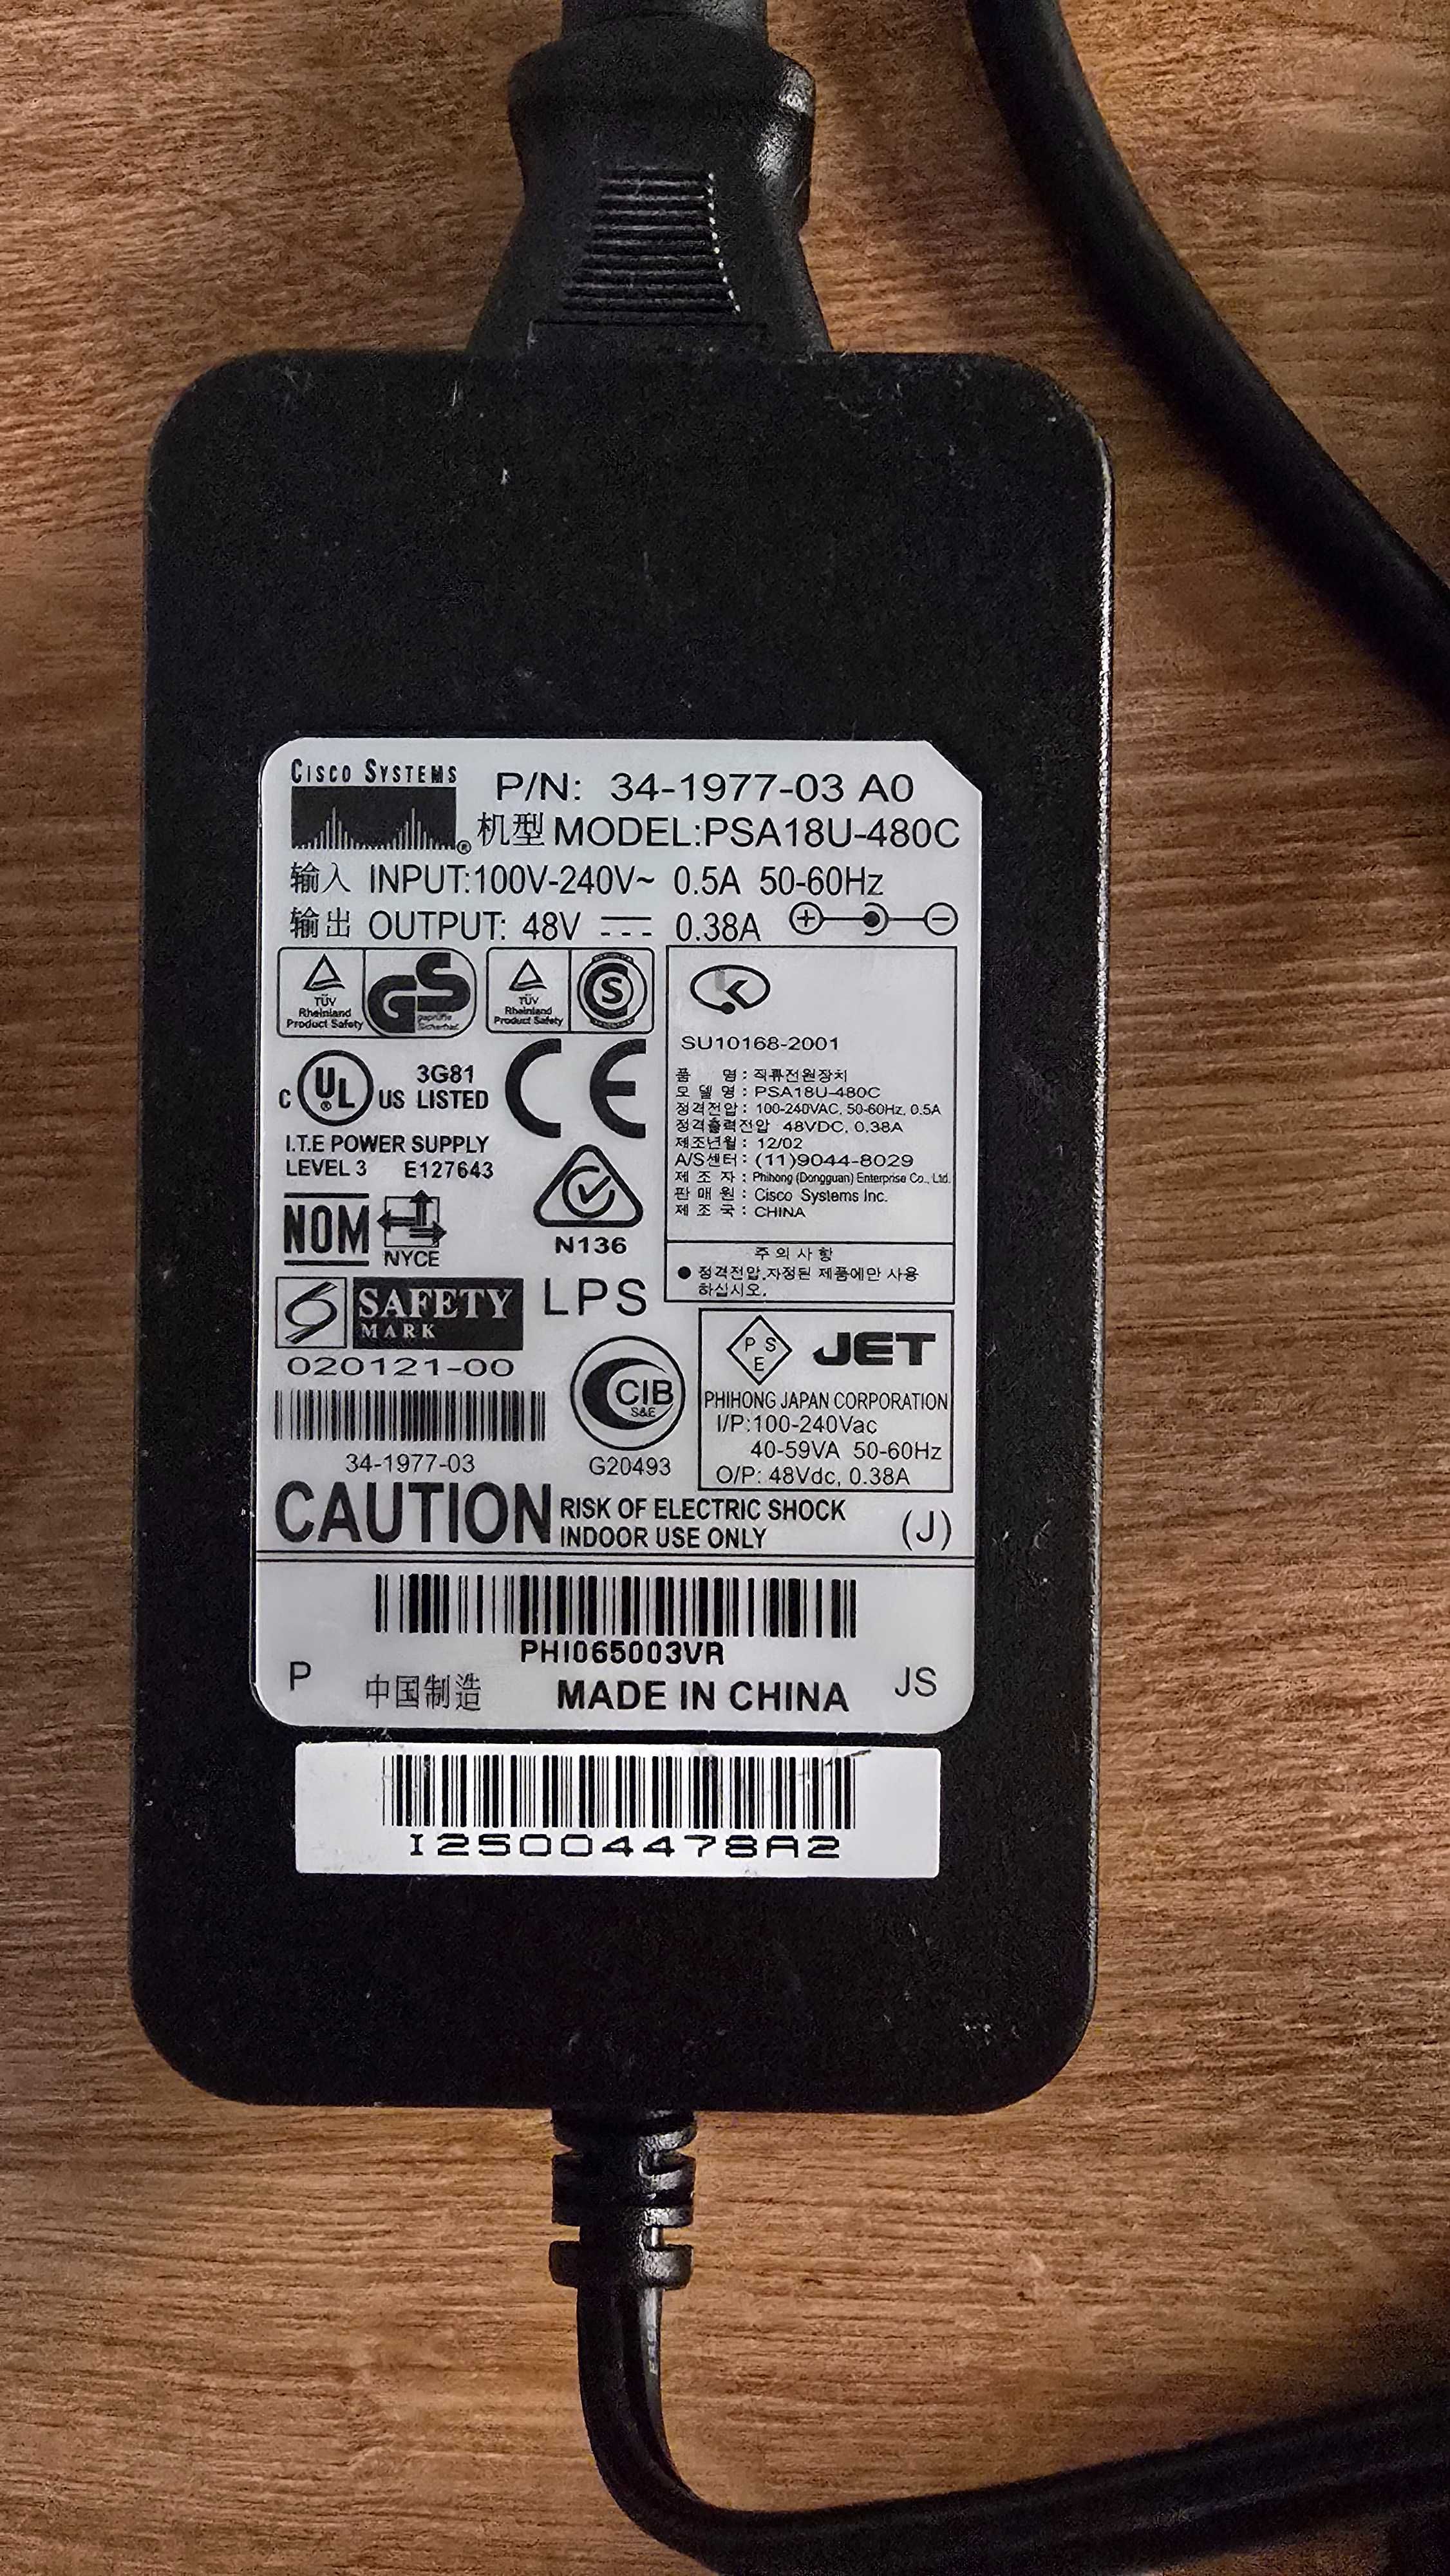 CISCO SYSTEMS
P/N: 34-1977-03 A0
机型 MODEL:PSA18U-480C
输入 INPUT:100V-240V~ 0.5A 50-60Hz
输出 OUTPUT: 48V 0.38A
TÜV
Rheinland
Product Safety
GS
geprüfte
Sicherheit
TÜV
Rheinland
Product Safety
S
SU10168-2001
품 명 : 직류전원장치
모 델 명 : PSA18U-480C
정격전압 : 100-240VAC, 50-60Hz, 0.5A
정격출력전압 48VDC, 0.38A
제조년월 : 12/02
A/S센터 : (11)9044-8029
제 조 자 : Phihong (Dongguan) Enterprise Co., Ltd.
판 매 원 : Cisco Systems Inc.
제 조 국 : CHINA
주 의 사 항
● 정격전압,자정된 제품에만 사용
하십시오.
C UL ® US 3G81
LISTED
CE
I.T.E POWER SUPPLY
LEVEL 3 E127643
NOM
NYCE
N136
SAFETY
MARK
LPS
020121-00
34-1977-03
CIB
S&E
G20493
P S
E
JET
PHIHONG JAPAN CORPORATION
I/P:100-240Vac
40-59VA 50-60Hz
O/P: 48Vdc, 0.38A
CAUTION RISK OF ELECTRIC SHOCK
INDOOR USE ONLY
(J)
PHI065003VR
P 中国制造 MADE IN CHINA JS
I25004478A2